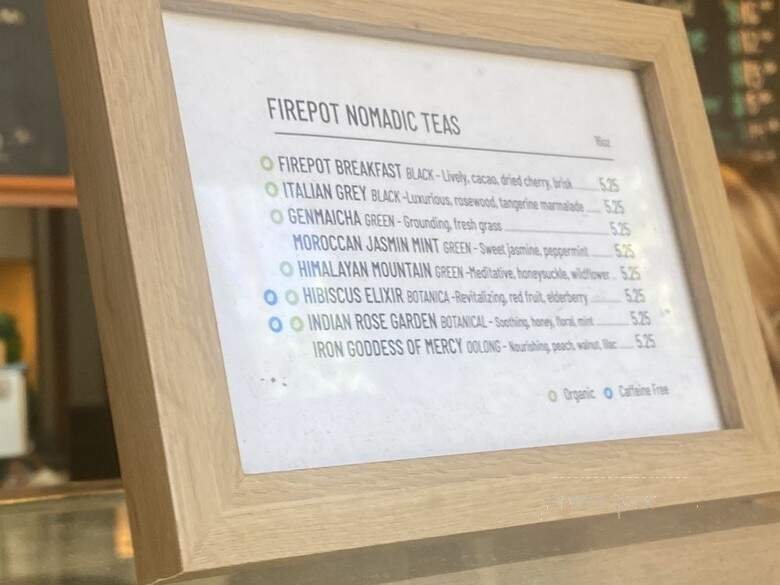 FIREPOT NOMADIC TEAS
16oz
FIREPOT BREAKFAST BLACK - Lively, cacao, dried cherry, brisk 5.25
ITALIAN GREY BLACK -Luxurious, rosewood, tangerine marmalade 5.25
GENMAICHA GREEN - Grounding, fresh grass 5.25
MOROCCAN JASMIN MINT GREEN - Sweet jasmine, peppermint 5.25
HIMALAYAN MOUNTAIN GREEN -Meditative, honeysuckle, wildflower 5.25
HIBISCUS ELIXIR BOTANICA -Revitalizing, red fruit, elderberry 5.25
INDIAN ROSE GARDEN BOTANICAL - Soothing, honey, floral, mint 5.25
IRON GODDESS OF MERCY OOLONG - Nourishing, peach, walnut, lilac 5.25
Organic Caffeine Free